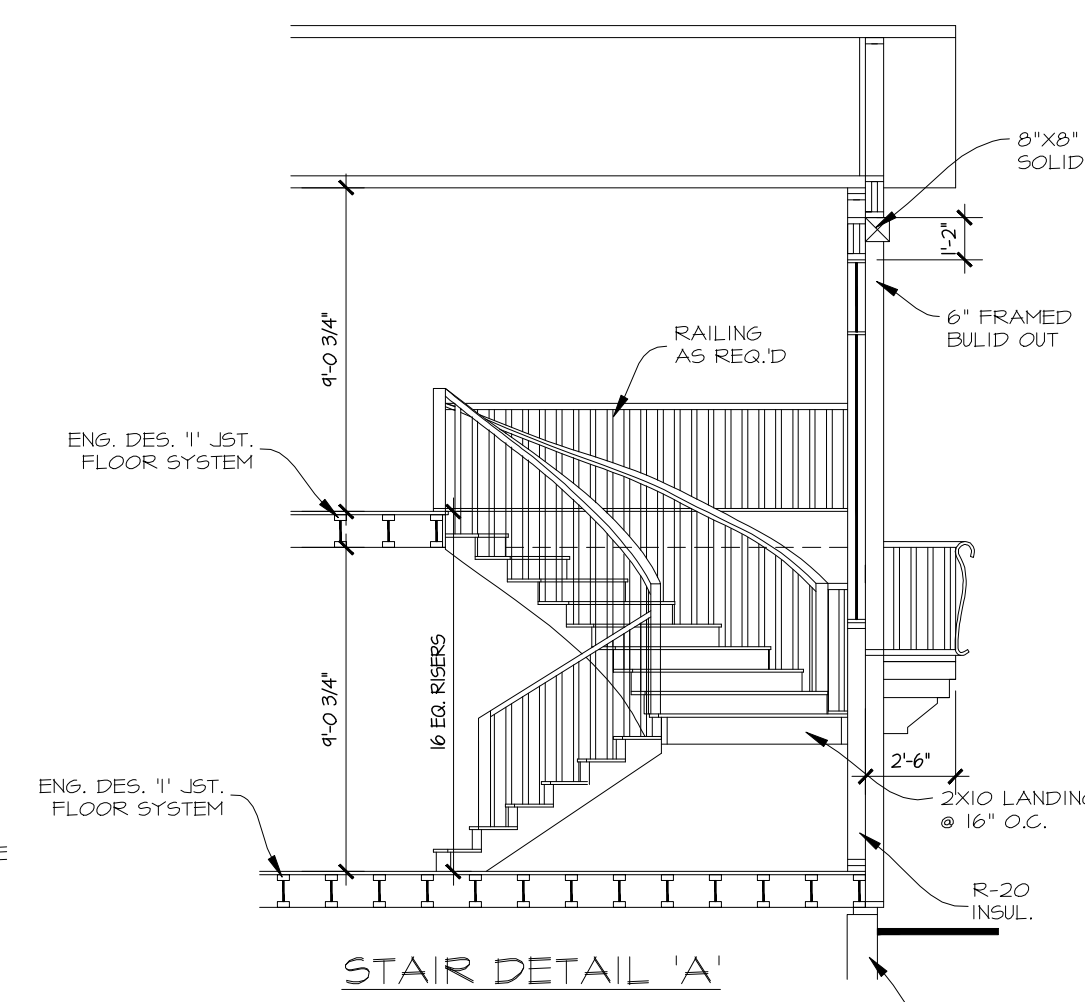 8"X8"
SOLID
1'-2"
6" FRAMED
BULID OUT
RAILING
AS REQ.'D
9'-0 3/4"
ENG. DES. 'I' JST.
FLOOR SYSTEM
16 EQ. RISERS
9'-0 3/4"
2'-6"
ENG. DES. 'I' JST.
FLOOR SYSTEM
2X10 LANDING
@ 16" O.C.
E
R-20
INSUL.
STAIR DETAIL 'A'